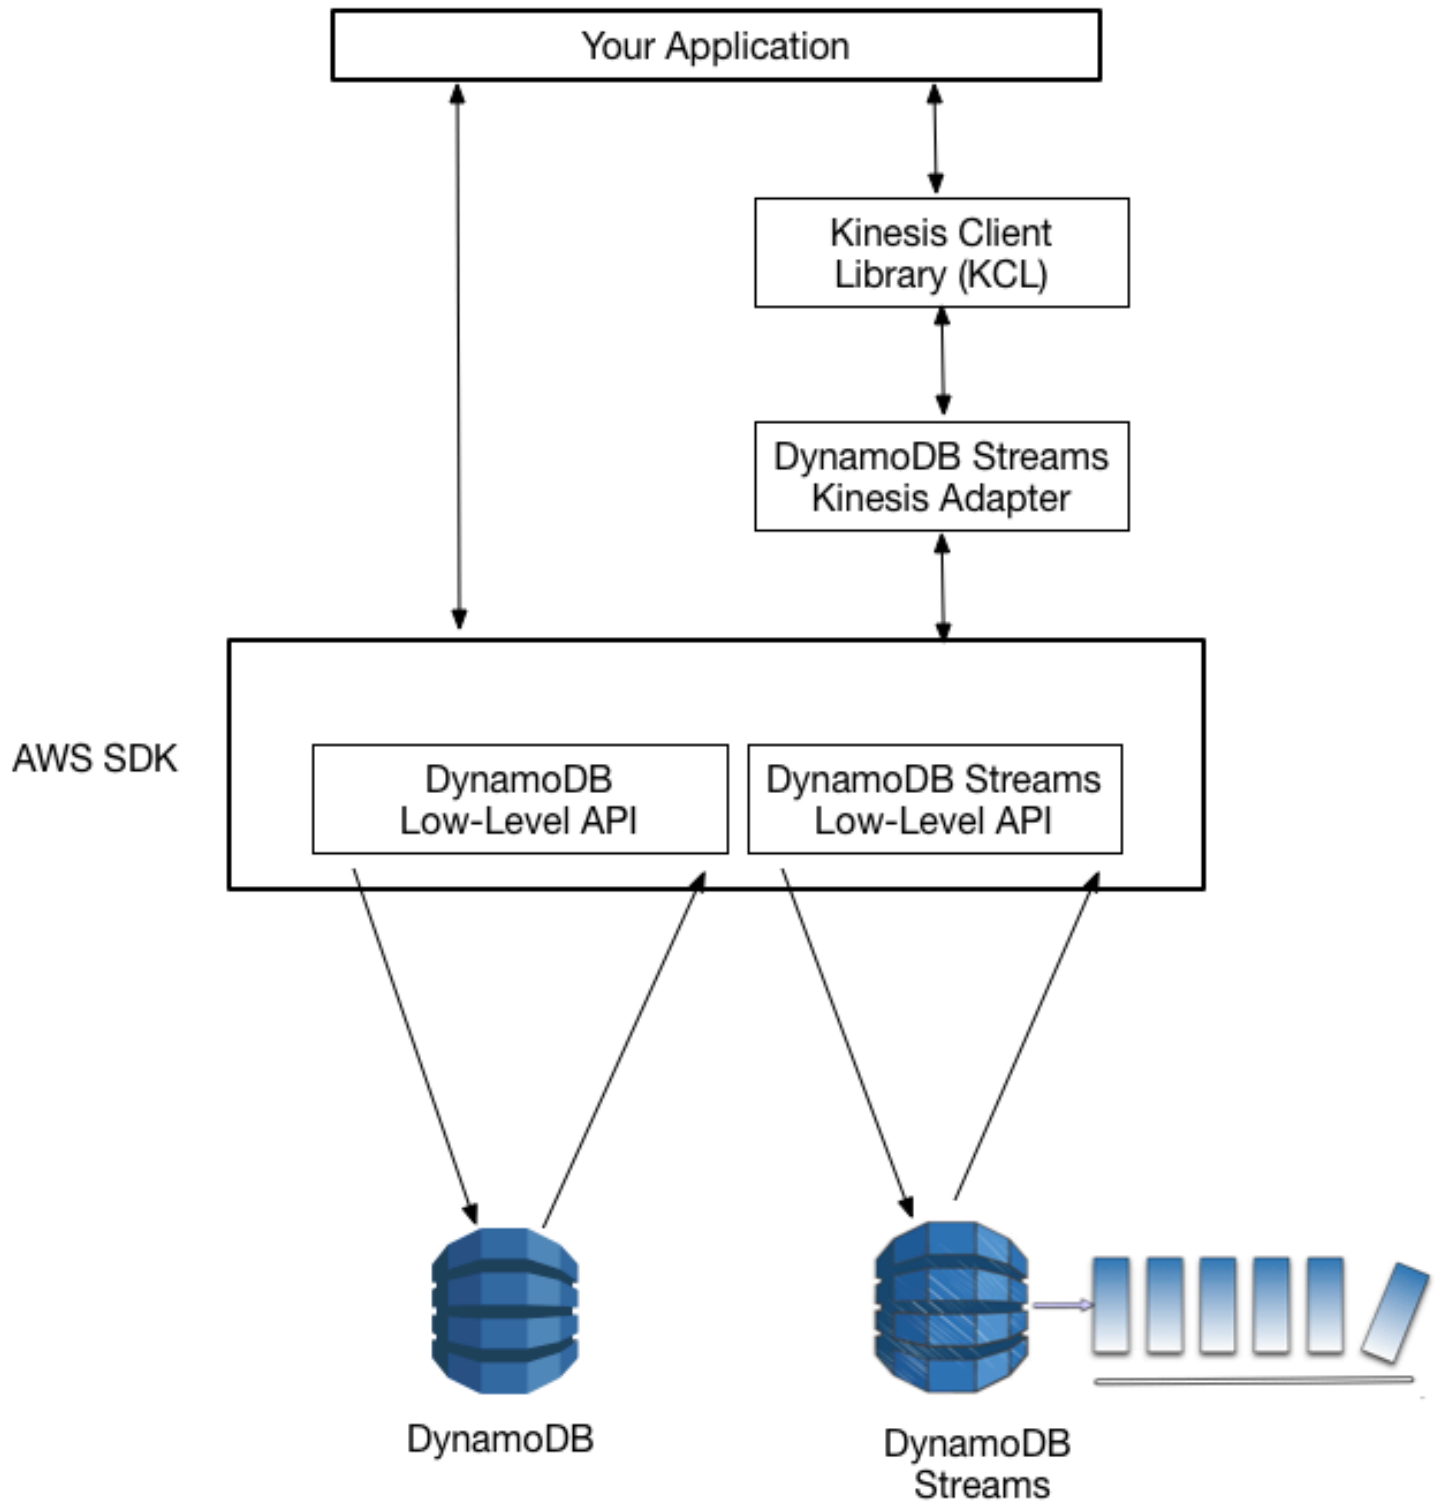 Your Application
Kinesis Client
Library (KCL)
DynamoDB Streams
Kinesis Adapter
AWS SDK
DynamoDB
Low-Level API
DynamoDB Streams
Low-Level API
DynamoDB
DynamoDB
Streams